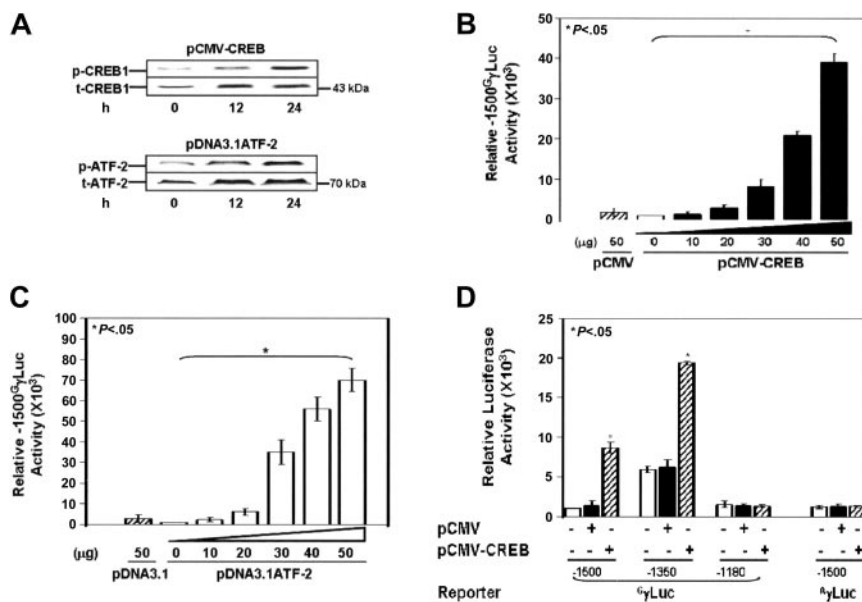 A
pCMV-CREB
p-CREB1
t-CREB1
43 kDa
h 0 12 24
pDNA3.1ATF-2
p-ATF-2
t-ATF-2
70 kDa
h 0 12 24
B
*P<.05
Relative -1500GγLuc
Activity (X10³)
50
40
30
20
10
0
(μg) 50 0 10 20 30 40 50
pCMV pCMV-CREB
C
*P<.05
*
Relative -1500GγLuc
Activity (X10³)
100
90
80
70
60
50
40
30
20
10
0
(μg) 50 0 10 20 30 40 50
pDNA3.1 pDNA3.1ATF-2
D
*P<.05
Relative Luciferase
Activity (X10³)
25
20
15
10
5
0
* *
pCMV - + - - + - - + - - + -
pCMV-CREB - - + - - + - - + - - +
-1500 -1350 -1180 -1500
Reporter GγLuc AγLuc